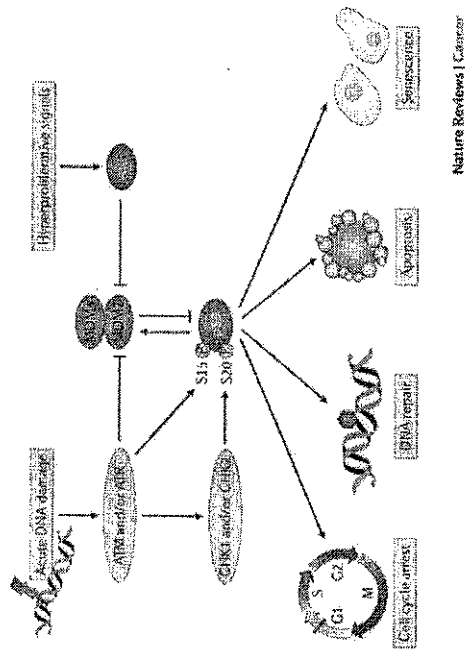 Acute DNA damage
Hyperproliferative signals
ATM and/or ATR
CHK1 and/or CHK2
S15
S20
Cell cycle arrest
G1
S
G2
M
DNA repair
Apoptosis
Senescence
Nature Reviews | Cancer